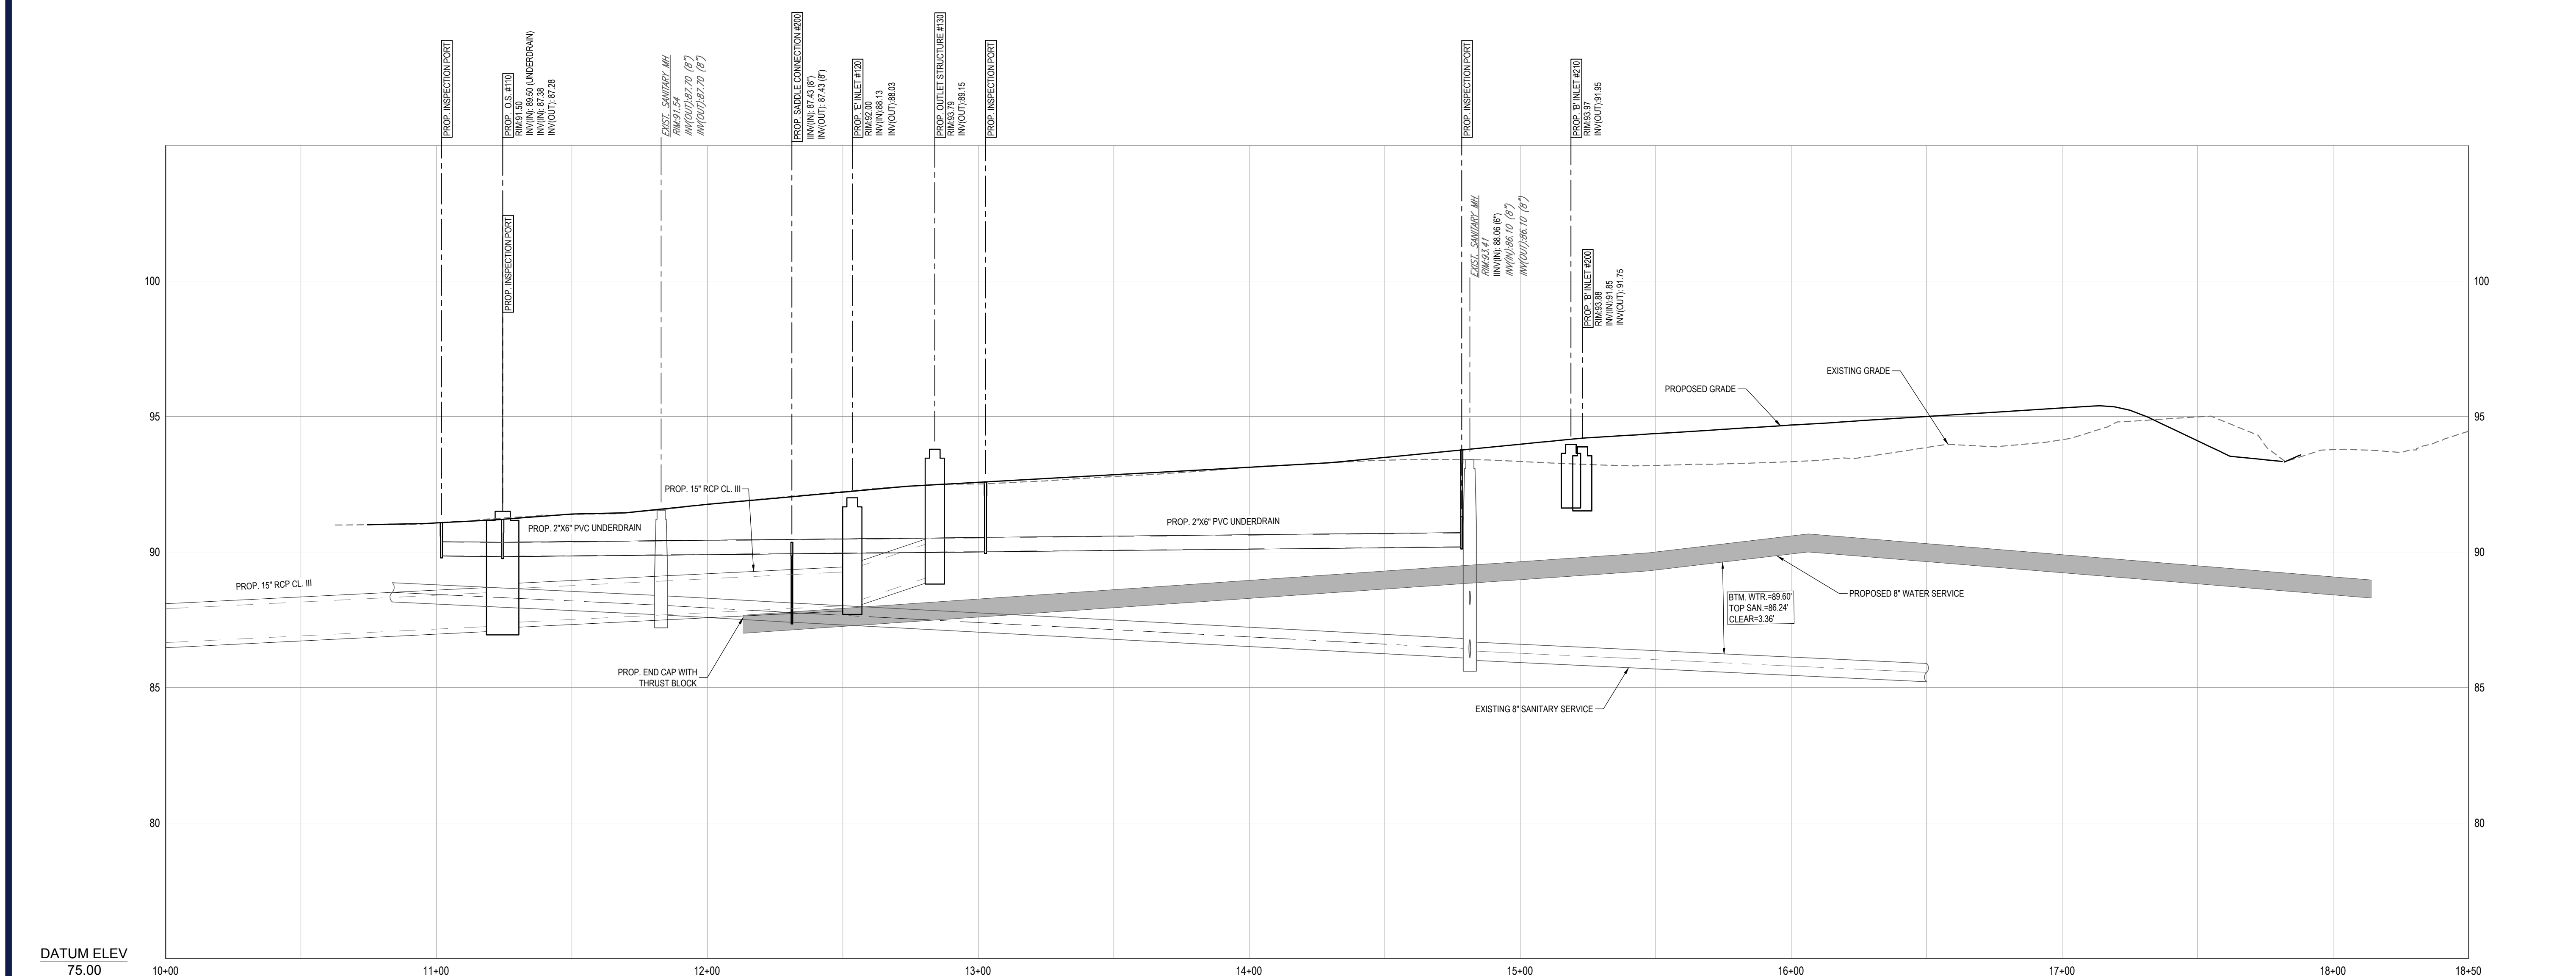 PROP. INSPECTION PORT
PROP. O.S. #110
RIM:91.50
INV(IN): 89.50 (UNDERDRAIN)
INV(IN): 87.38
INV(OUT): 87.28
PROP. INSPECTION PORT
EXIST. SANITARY MH
RIM:91.54
INV(OUT):87.70 (8")
INV(OUT):87.70 (8")
PROP. SADDLE CONNECTION #200
IINV(IN): 87.43 (8")
INV(OUT): 87.43 (8")
PROP. 'E' INLET #120
RIM:92.00
INV(IN):88.13
INV(OUT):88.03
PROP. OUTLET STRUCTURE #130
RIM:93.79
INV(OUT):89.15
PROP. INSPECTION PORT
PROP. INSPECTION PORT
EXIST. SANITARY MH
RIM:93.41
IINV(IN): 88.06 (6")
INV(IN):86.10 (8")
INV(OUT):86.10 (8")
PROP. 'B' INLET #210
RIM:93.97
INV(OUT):91.95
PROP. 'B' INLET #200
RIM:93.88
INV(IN):91.85
INV(OUT): 91.75
100
100
EXISTING GRADE
PROPOSED GRADE
95
95
PROP. 15" RCP CL. III
PROP. 2"X6" PVC UNDERDRAIN
PROP. 2"X6" PVC UNDERDRAIN
90
90
PROP. 15" RCP CL. III
PROPOSED 8" WATER SERVICE
BTM. WTR.=89.60'
TOP SAN.=86.24'
CLEAR=3.36'
PROP. END CAP WITH
THRUST BLOCK
85
85
EXISTING 8" SANITARY SERVICE
80
80
DATUM ELEV
75.00
10+00
11+00
12+00
13+00
14+00
15+00
16+00
17+00
18+00
18+50